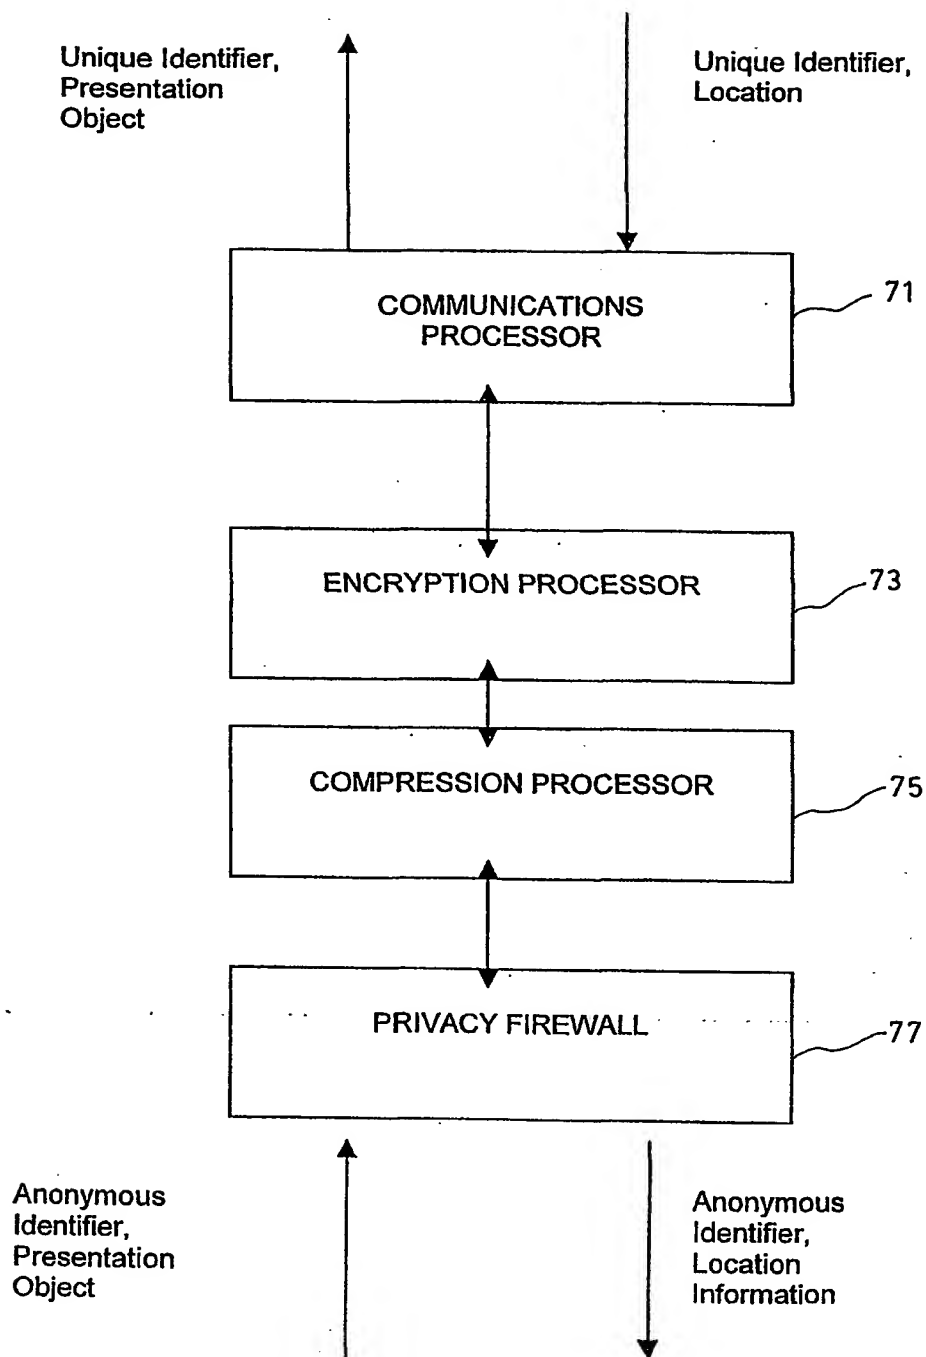 Unique Identifier,
Presentation
Object
Unique Identifier,
Location
COMMUNICATIONS
PROCESSOR
71
ENCRYPTION PROCESSOR
73
COMPRESSION PROCESSOR
75
PRIVACY FIREWALL
77
Anonymous
Identifier,
Presentation
Object
Anonymous
Identifier,
Location
Information